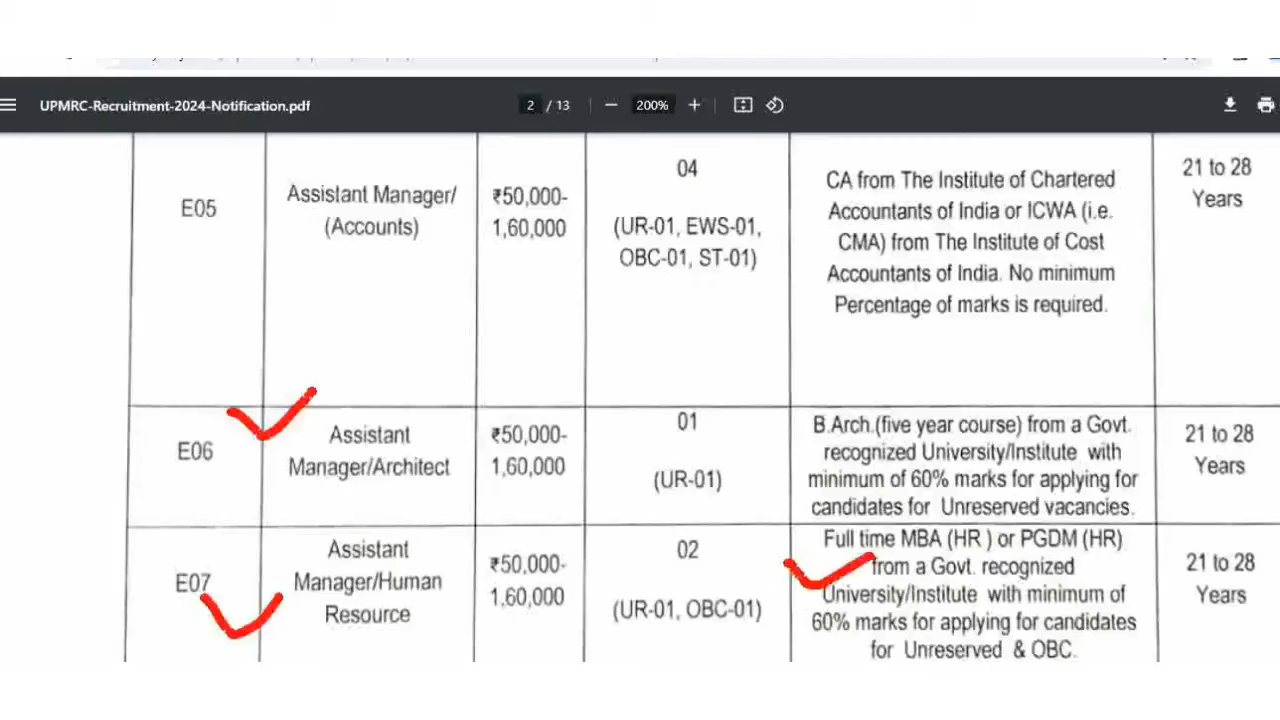 UPMRC-Recruitment-2024-Notification.pdf
2 / 13
200%
E05
Assistant Manager/
(Accounts)
₹50,000-
1,60,000
04
(UR-01, EWS-01,
OBC-01, ST-01)
CA from The Institute of Chartered
Accountants of India or ICWA (i.e.
CMA) from The Institute of Cost
Accountants of India. No minimum
Percentage of marks is required.
21 to 28
Years
E06
Assistant
Manager/Architect
₹50,000-
1,60,000
01
(UR-01)
B.Arch.(five year course) from a Govt.
recognized University/Institute with
minimum of 60% marks for applying for
candidates for Unreserved vacancies.
21 to 28
Years
E07
Assistant
Manager/Human
Resource
₹50,000-
1,60,000
02
(UR-01, OBC-01)
Full time MBA (HR ) or PGDM (HR)
from a Govt. recognized
University/Institute with minimum of
60% marks for applying for candidates
for Unreserved & OBC.
21 to 28
Years